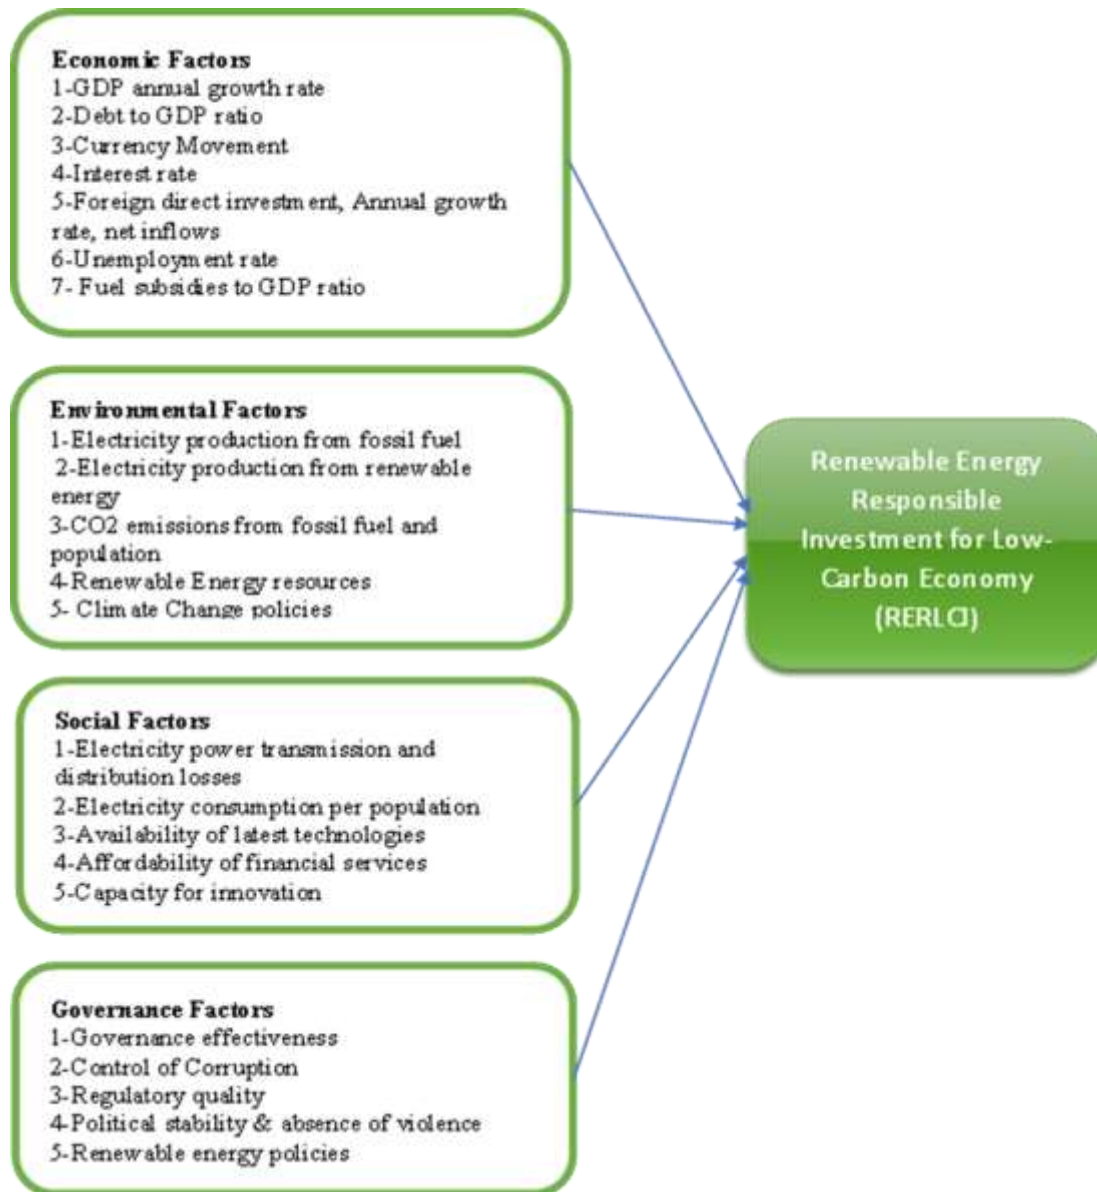 Economic Factors
1-GDP annual growth rate
2-Debt to GDP ratio
3-Currency Movement
4-Interest rate
5-Foreign direct investment, Annual growth
rate, net inflows
6-Unemployment rate
7- Fuel subsidies to GDP ratio
Environmental Factors
1-Electricity production from fossil fuel
2-Electricity production from renewable
energy
3-CO2 emissions from fossil fuel and
population
4-Renewable Energy resources
5- Climate Change policies
Social Factors
1-Electricity power transmission and
distribution losses
2-Electricity consumption per population
3-Availability of latest technologies
4-Affordability of financial services
5-Capacity for innovation
Governance Factors
1-Governance effectiveness
2-Control of Corruption
3-Regulatory quality
4-Political stability & absence of violence
5-Renewable energy policies
Renewable Energy
Responsible
Investment for Low-
Carbon Economy
(RERLCI)